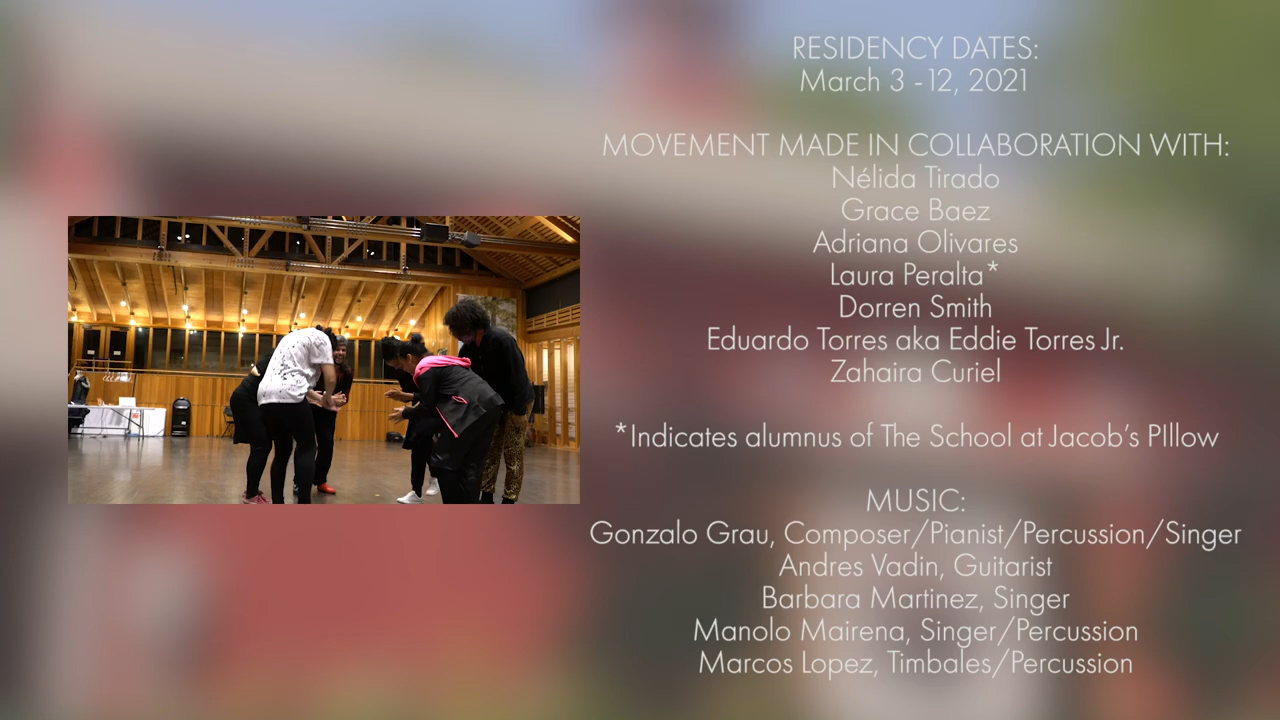 RESIDENCY DATES:
March 3 - 12, 2021
MOVEMENT MADE IN COLLABORATION WITH:
Nélida Tirado
Grace Baez
Adriana Olivares
Laura Peralta*
Dorren Smith
Eduardo Torres aka Eddie Torres Jr.
Zahaira Curiel
*Indicates alumnus of The School at Jacob's PIllow
MUSIC:
Gonzalo Grau, Composer/Pianist/Percussion/Singer
Andres Vadin, Guitarist
Barbara Martinez, Singer
Manolo Mairena, Singer/Percussion
Marcos Lopez, Timbales/Percussion